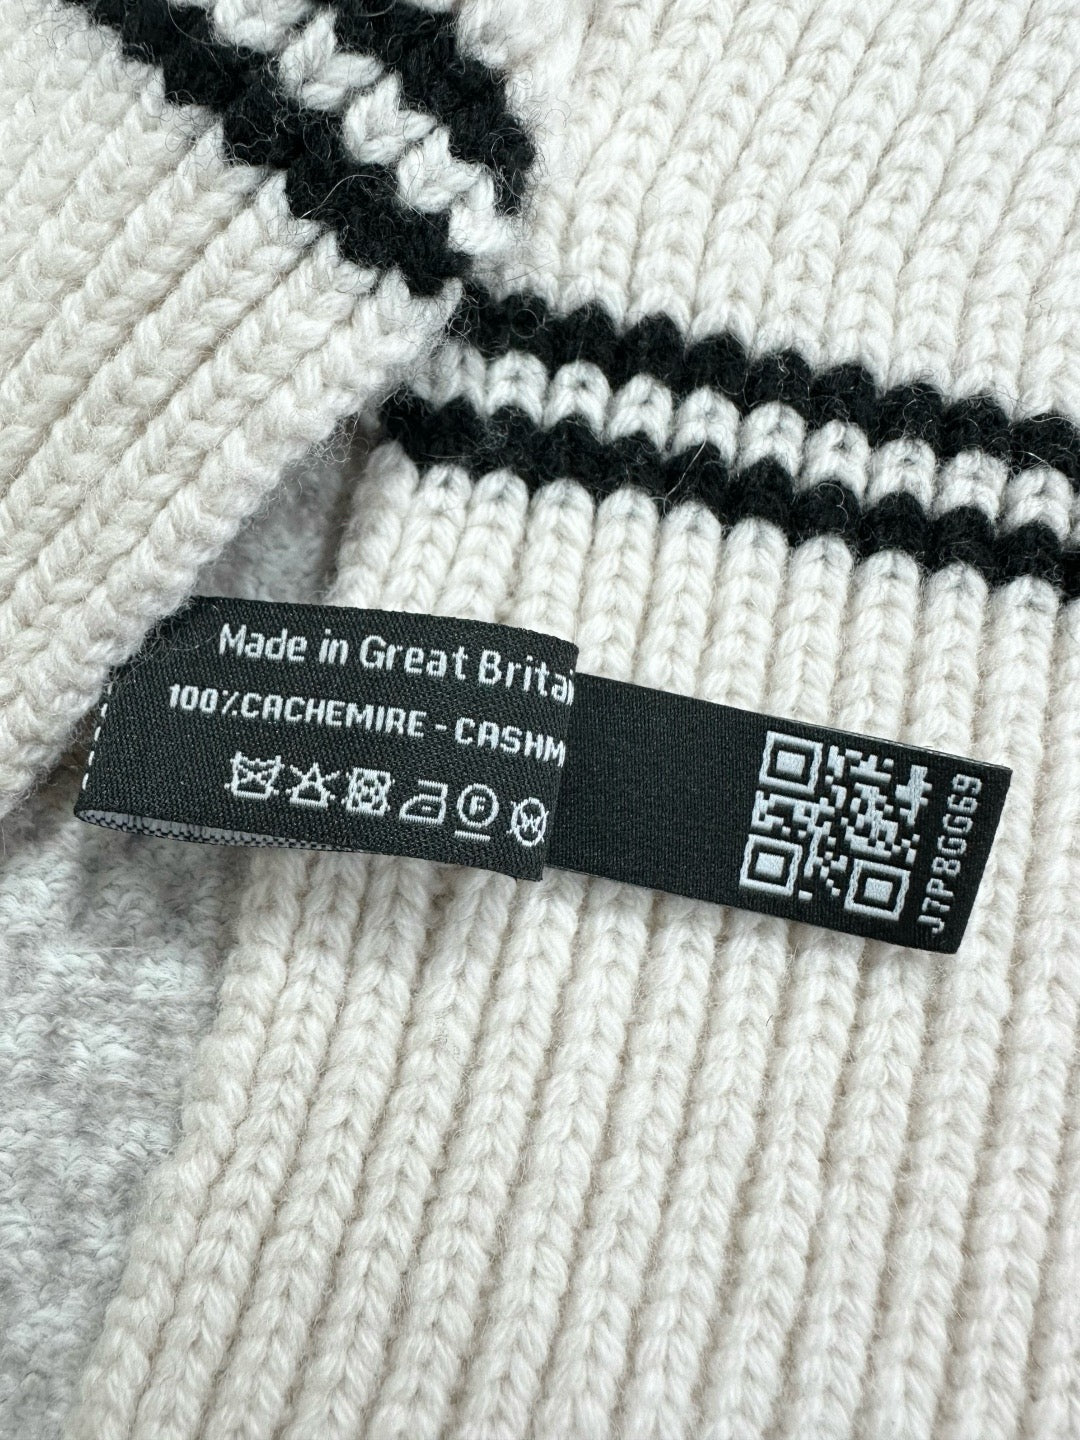 Made in Great Britai
100%CACHEMIRE - CASHM
F
W
J7P8GG69